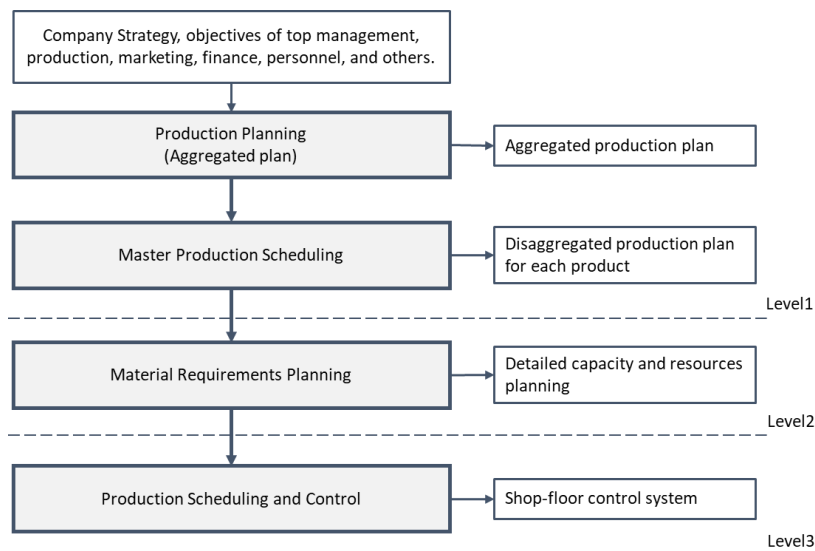 Company Strategy, objectives of top management,
production, marketing, finance, personnel, and others.
Production Planning
(Aggregated plan)
Aggregated production plan
Master Production Scheduling
Disaggregated production plan
for each product
Level1
Material Requirements Planning
Detailed capacity and resources
planning
Level2
Production Scheduling and Control
Shop-floor control system
Level3